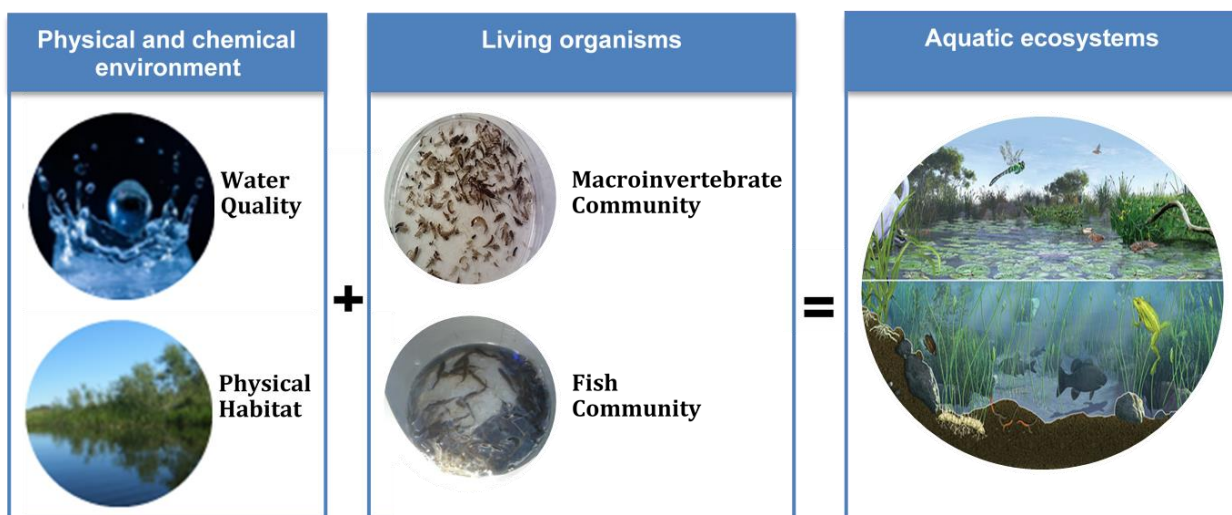 Physical and chemical
environment
Water
Quality
Physical
Habitat
+
Living organisms
Macroinvertebrate
Community
Fish
Community
=
Aquatic ecosystems